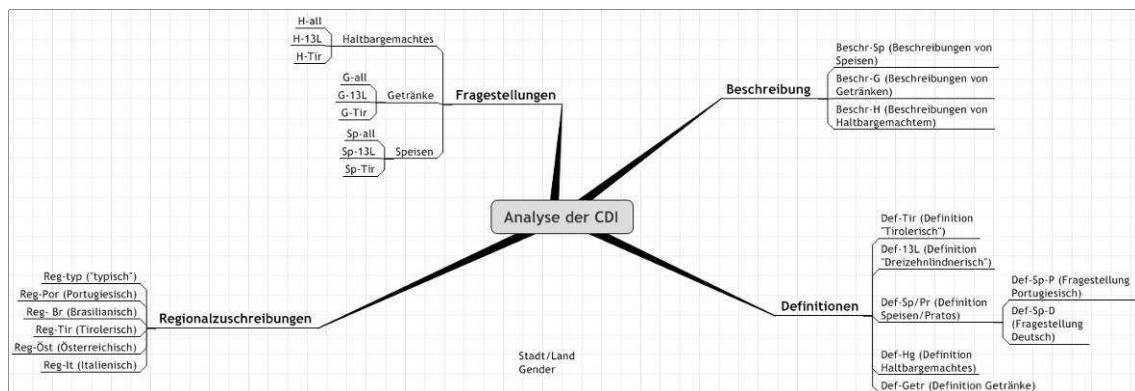 H-all
H-13L
H-Tir
Haltbargemachtes
G-all
G-13L
G-Tir
Getränke
Sp-all
Sp-13L
Sp-Tir
Speisen
Fragestellungen
Beschreibung
Beschr-Sp (Beschreibungen von
Speisen)
Beschr-G (Beschreibungen von
Getränken)
Beschr-H (Beschreibungen von
Haltbargemachtem)
Analyse der CDI
Reg-typ ("typisch")
Reg-Por (Portugiesisch)
Reg- Br (Brasilianisch)
Reg-Tir (Tirolerisch)
Reg-Öst (Österreichisch)
Reg-It (Italienisch)
Regionalzuschreibungen
Definitionen
Def-Tir (Definition
"Tirolerisch")
Def-13L (Definition
"Dreizehnlindnerisch")
Def-Sp/Pr (Definition
Speisen/Pratos)
Def-Sp-P (Fragestellung
Portugiesisch)
Def-Sp-D
(Fragestellung
Deutsch)
Def-Hg (Definition
Haltbargemachtes)
Def-Getr (Definition Getränke)
Stadt/Land
Gender